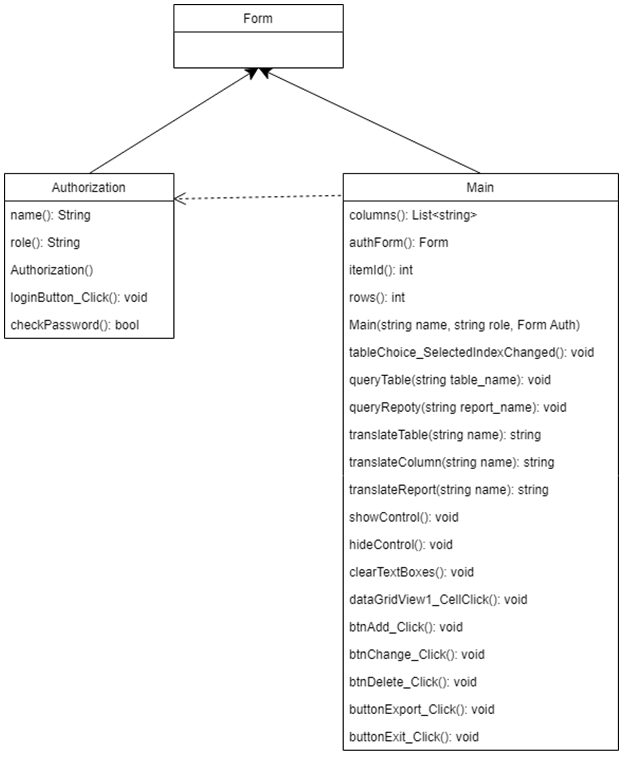 Form
Authorization
name(): String
role(): String
Authorization()
loginButton_Click(): void
checkPassword(): bool
Main
columns(): List<string>
authForm(): Form
itemId(): int
rows(): int
Main(string name, string role, Form Auth)
tableChoice_SelectedIndexChanged(): void
queryTable(string table_name): void
queryRepoty(string report_name): void
translateTable(string name): string
translateColumn(string name): string
translateReport(string name): string
showControl(): void
hideControl(): void
clearTextBoxes(): void
dataGridView1_CellClick(): void
btnAdd_Click(): void
btnChange_Click(): void
btnDelete_Click(): void
buttonExport_Click(): void
buttonExit_Click(): void